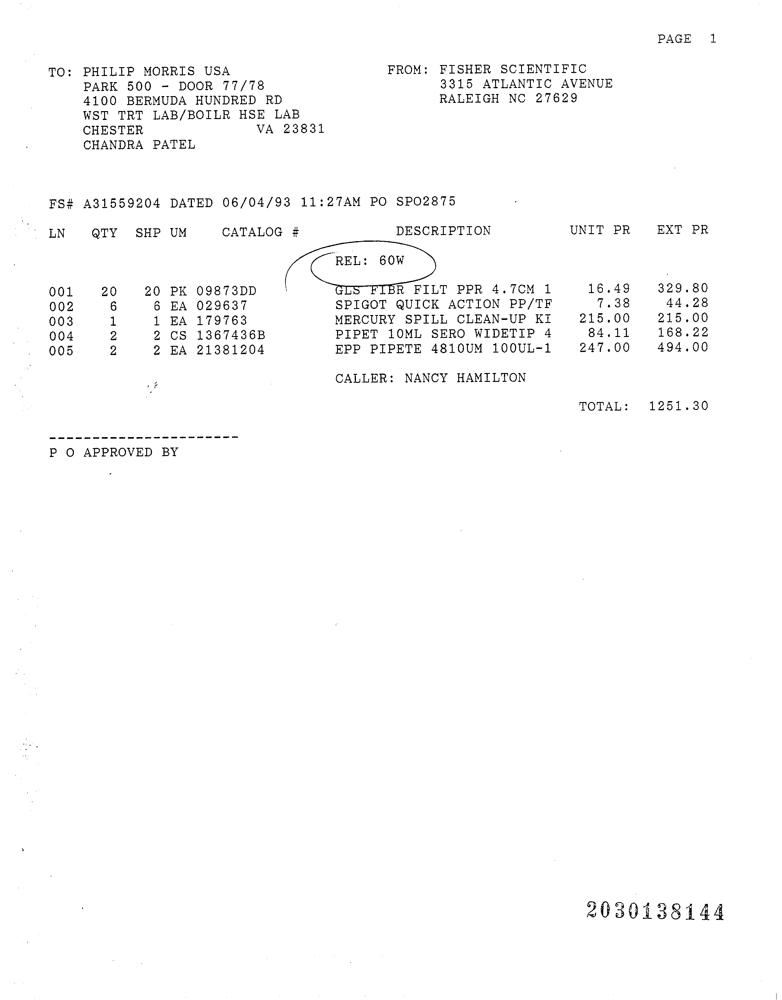 PAGE 1
TO: PHILIP MORRIS USA
PARK 500 - DOOR 77/78
4100 BERMUDA HUNDRED RD
WST TRT LAB/BOILR HSE LAB
CHESTER VA 23831
CHANDRA PATEL
FROM: FISHER SCIENTIFIC
3315 ATLANTIC AVENUE
RALEIGH NC 27629
FS# A31559204 DATED 06/04/93 11:27AM PO SPO2875
LN QTY SHP UM CATALOG # DESCRIPTION UNIT PR EXT PR
REL: 60W
001 20 20 PK 09873DD GLS FIBR FILT PPR 4.7CM 1 16.49 329.80
002 6 6 EA 029637 SPIGOT QUICK ACTION PP/TF 7.38 44.28
003 1 1 EA 179763 MERCURY SPILL CLEAN-UP KI 215.00 215.00
004 2 2 CS 1367436B PIPET 10ML SERO WIDETIP 4 84.11 168.22
005 2 2 EA 21381204 EPP PIPETE 4810UM 100UL-1 247.00 494.00
CALLER: NANCY HAMILTON
TOTAL: 1251.30
----------------------
P O APPROVED BY
2030138144